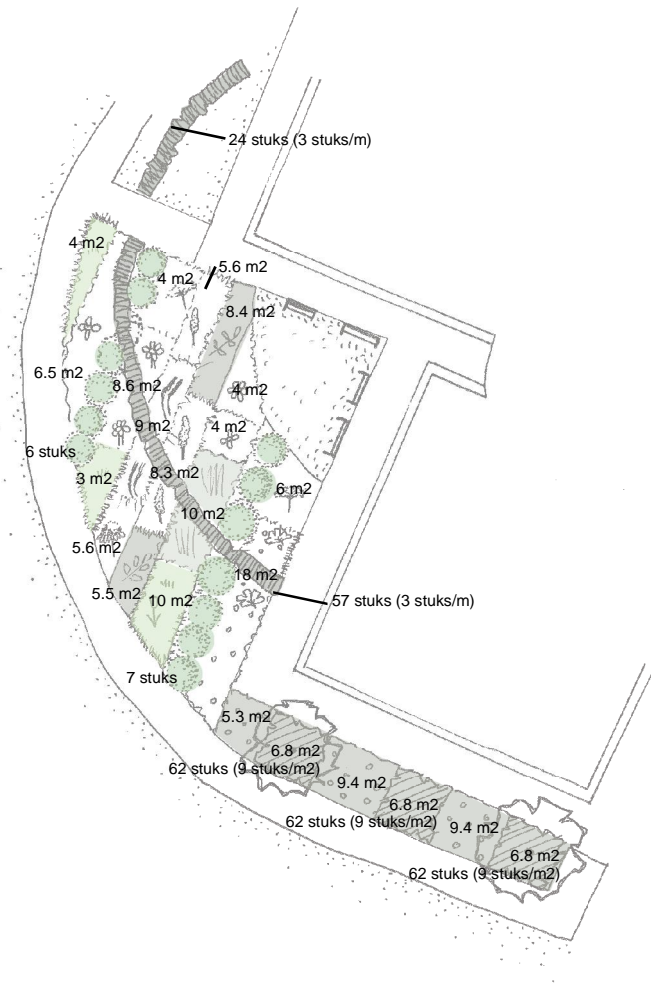 24 stuks (3 stuks/m)
4 m2
5.6 m2
4 m2
8.4 m2
6.5 m2
8.6 m2
4 m2
9 m2
4 m2
6 stuks
3 m2
8.3 m2
6 m2
10 m2
5.6 m2
18 m2
5.5 m2
10 m2
57 stuks (3 stuks/m)
7 stuks
5.3 m2
6.8 m2
62 stuks (9 stuks/m2)
9.4 m2
6.8 m2
62 stuks (9 stuks/m2)
9.4 m2
6.8 m2
62 stuks (9 stuks/m2)